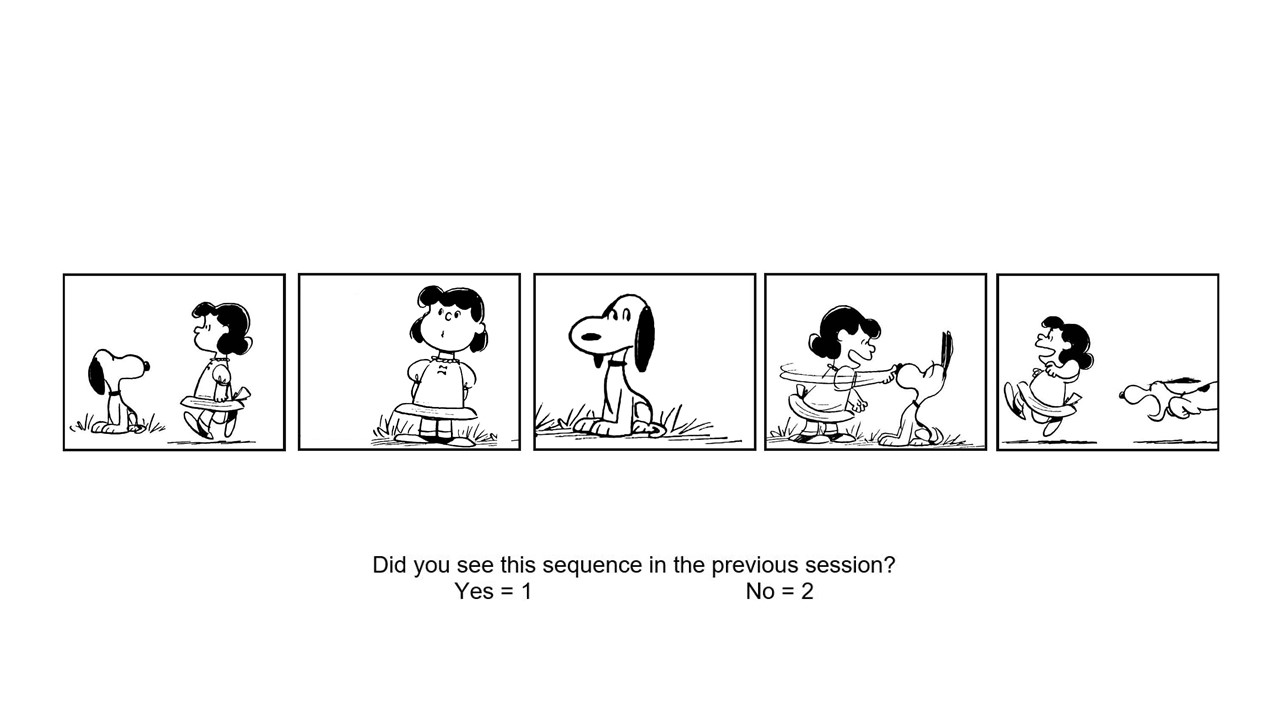 Did you see this sequence in the previous session?
Yes = 1 No = 2